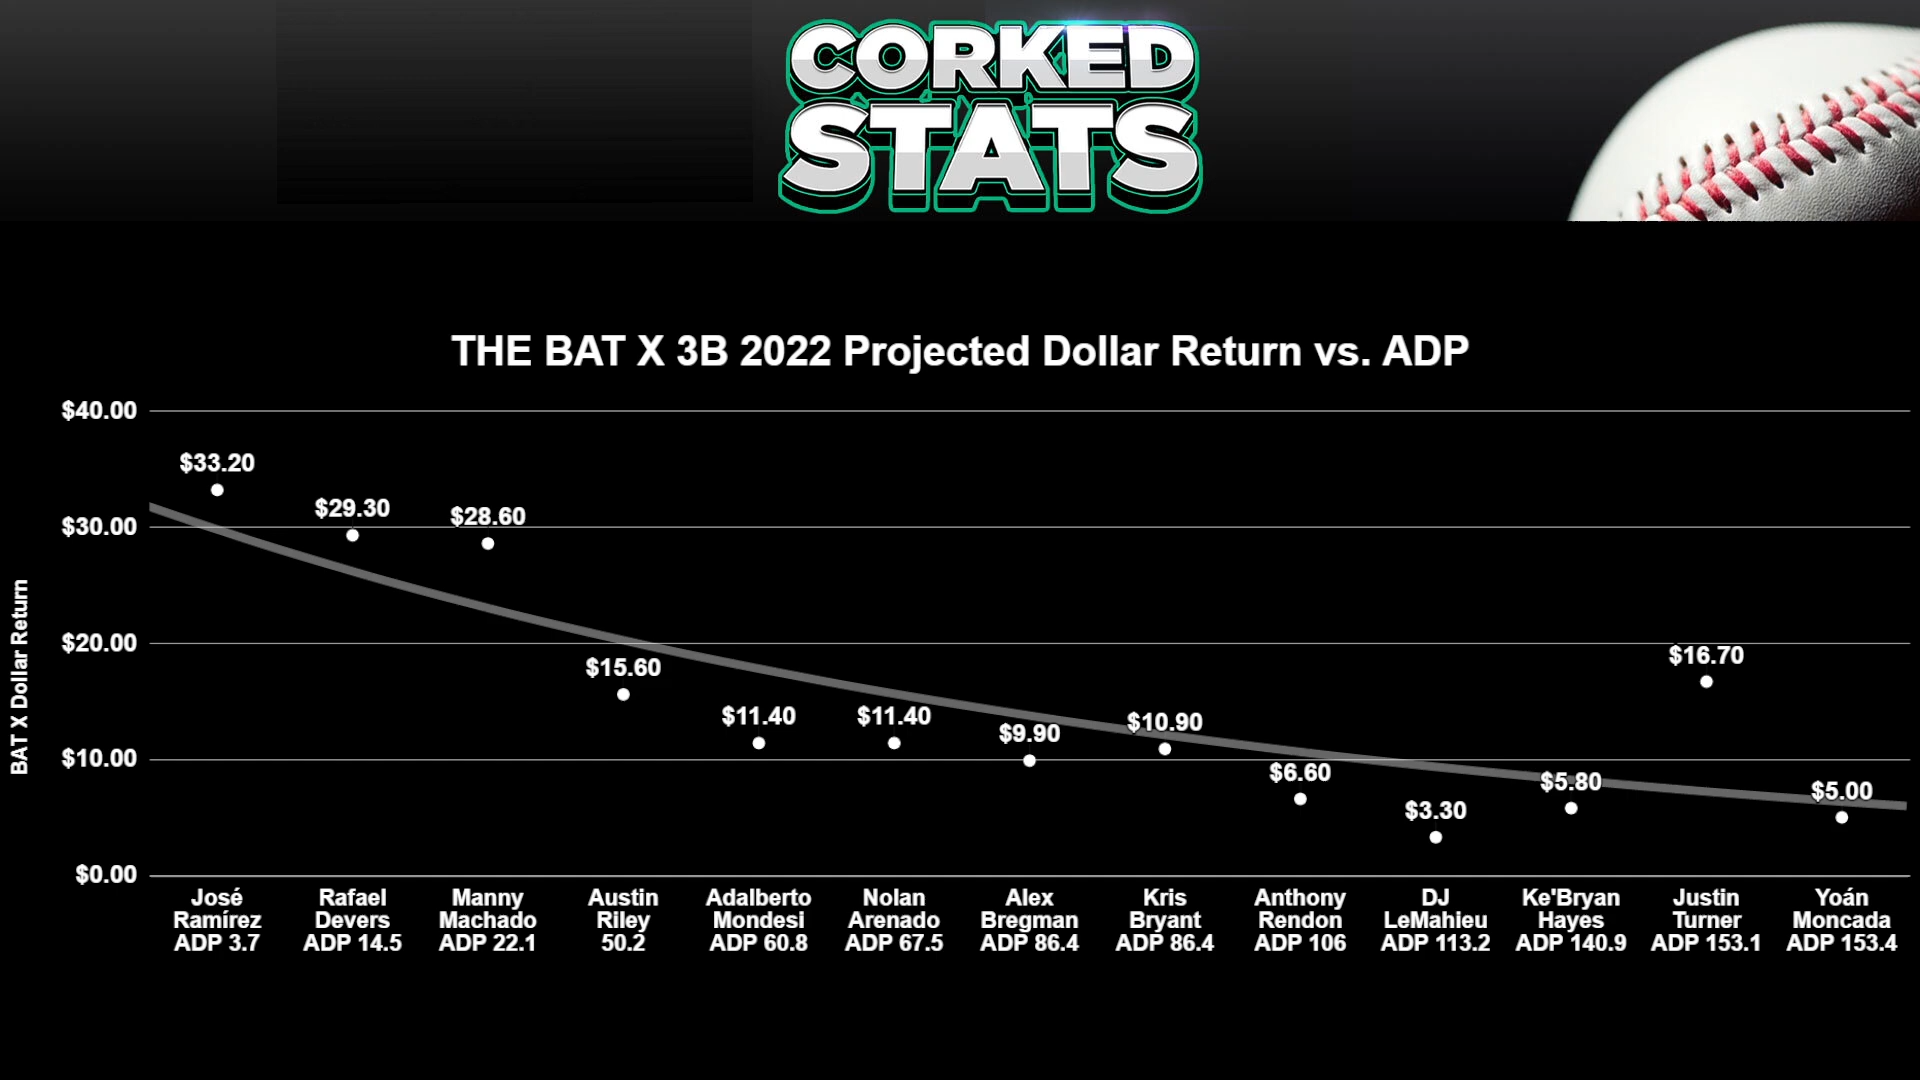 CORKED
STATS
THE BAT X 3B 2022 Projected Dollar Return vs. ADP
BAT X Dollar Return
$40.00
$30.00
$20.00
$10.00
$0.00
$33.20
$29.30
$28.60
$15.60
$11.40
$11.40
$9.90
$10.90
$6.60
$3.30
$5.80
$16.70
$5.00
José
Ramírez
ADP 3.7
Rafael
Devers
ADP 14.5
Manny
Machado
ADP 22.1
Austin
Riley
50.2
Adalberto
Mondesi
ADP 60.8
Nolan
Arenado
ADP 67.5
Alex
Bregman
ADP 86.4
Kris
Bryant
ADP 86.4
Anthony
Rendon
ADP 106
DJ
LeMahieu
ADP 113.2
Ke'Bryan
Hayes
ADP 140.9
Justin
Turner
ADP 153.1
Yoán
Moncada
ADP 153.4